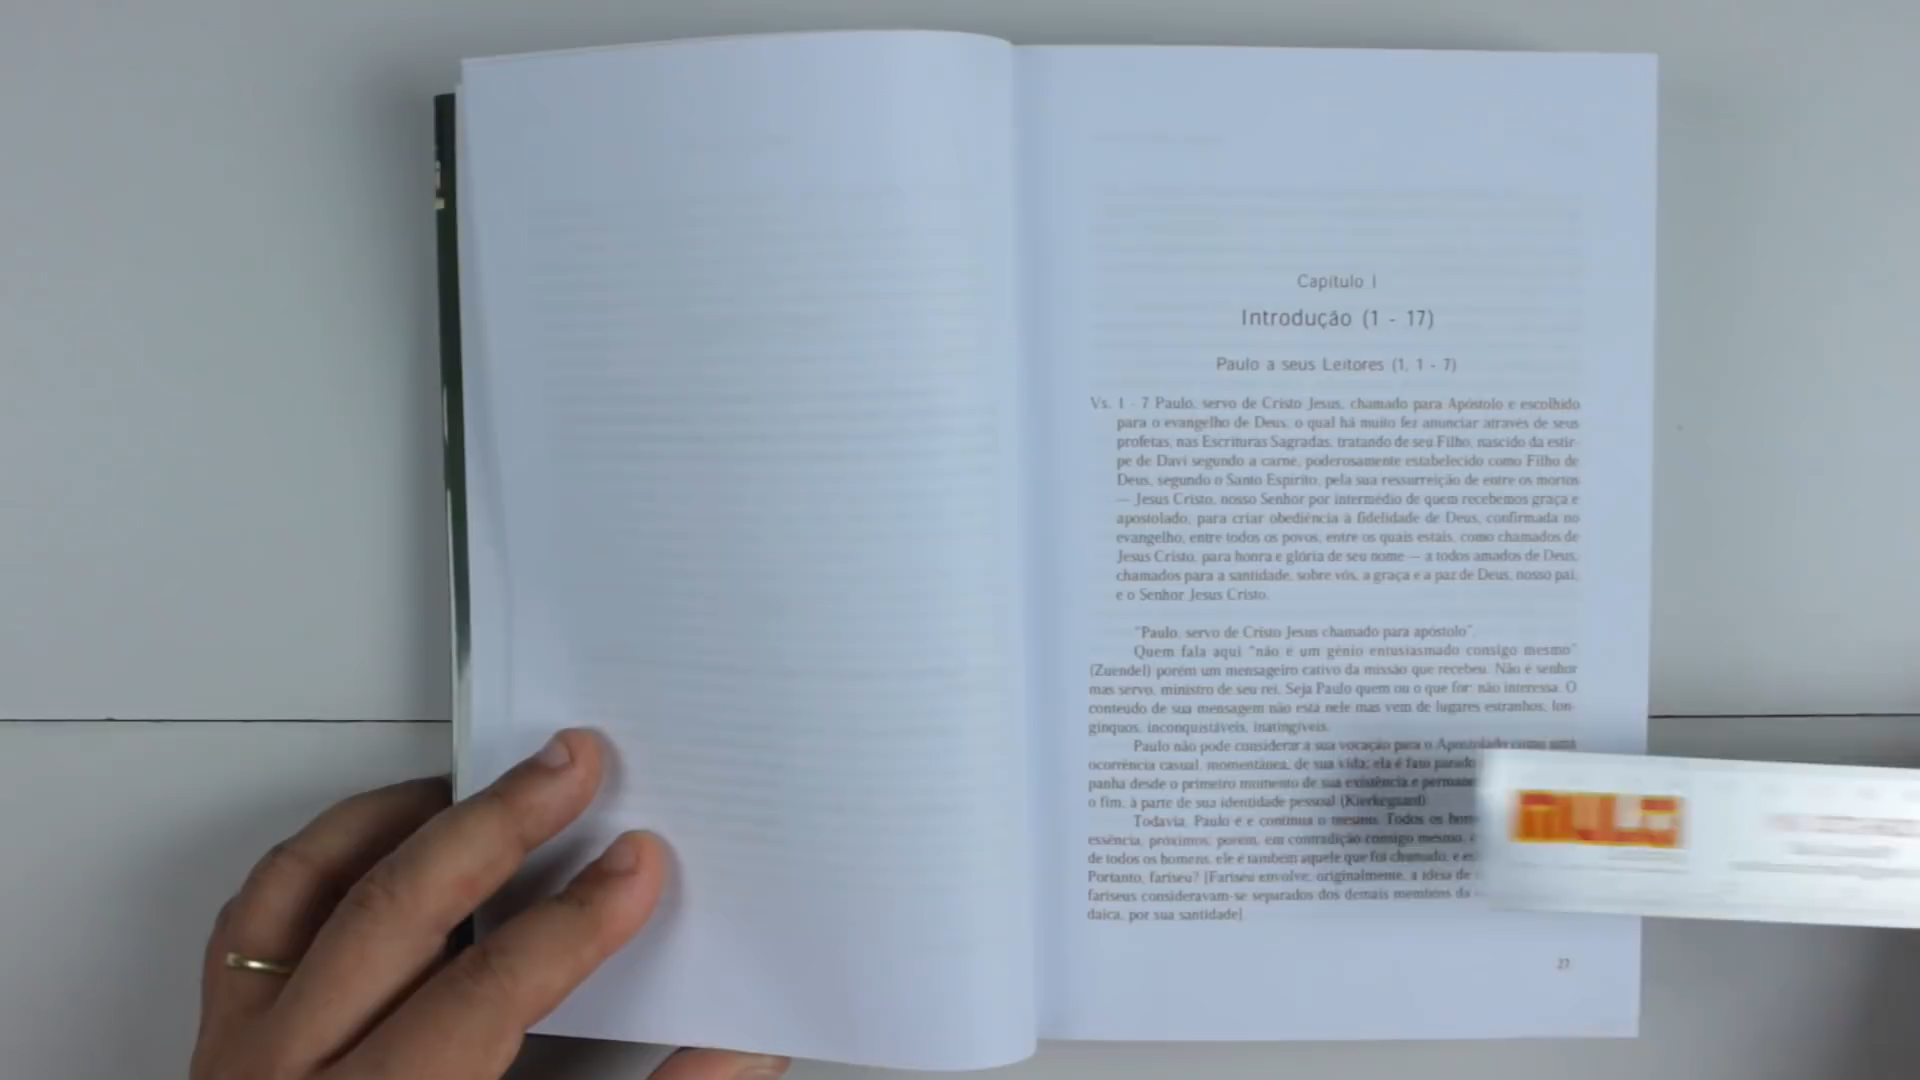 Capítulo I
Introdução (1 - 17)
Paulo a seus Leitores (1, 1 - 7)
Vs. 1 - 7 Paulo, servo de Cristo Jesus, chamado para Apóstolo e escolhido
para o evangelho de Deus, o qual há muito fez anunciar através de seus
profetas, nas Escrituras Sagradas, tratando de seu Filho, nascido da estir-
pe de Davi segundo a carne, poderosamente estabelecido como Filho de
Deus, segundo o Santo Espírito, pela sua ressurreição de entre os mortos
— Jesus Cristo, nosso Senhor por intermédio de quem recebemos graça e
apostolado, para criar obediência à fidelidade de Deus, confirmada no
evangelho, entre todos os povos, entre os quais estais, como chamados de
Jesus Cristo, para honra e glória de seu nome — a todos amados de Deus,
chamados para a santidade, sobre vós, a graça e a paz de Deus, nosso pai,
e o Senhor Jesus Cristo.
"Paulo, servo de Cristo Jesus chamado para apóstolo".
Quem fala aqui "não é um gênio entusiasmado consigo mesmo"
(Zuendel) porém um mensageiro cativo da missão que recebeu. Não é senhor
mas servo, ministro de seu rei. Seja Paulo quem ou o que for: não interessa. O
conteúdo de sua mensagem não está nele mas vem de lugares estranhos, lon-
gínquos, inconquistáveis, inatingíveis.
Paulo não pode considerar a sua vocação para o Apostolado como uma
ocorrência casual, momentânea, de sua vida; ela é fato
panha desde o primeiro momento de sua existência e
o fim, à parte de sua identidade pessoal (Kierkegaard).
Todavia, Paulo é e continua o mesmo. Todos os
essência, próximos, porém, em contradição consigo mesmo,
de todos os homens, ele é também aquele que foi chamado, e
Portanto, fariseu? [Fariseu envolve, originalmente, a idéia de
fariseus consideravam-se separados dos demais membros da
daica, por sua santidade]
27